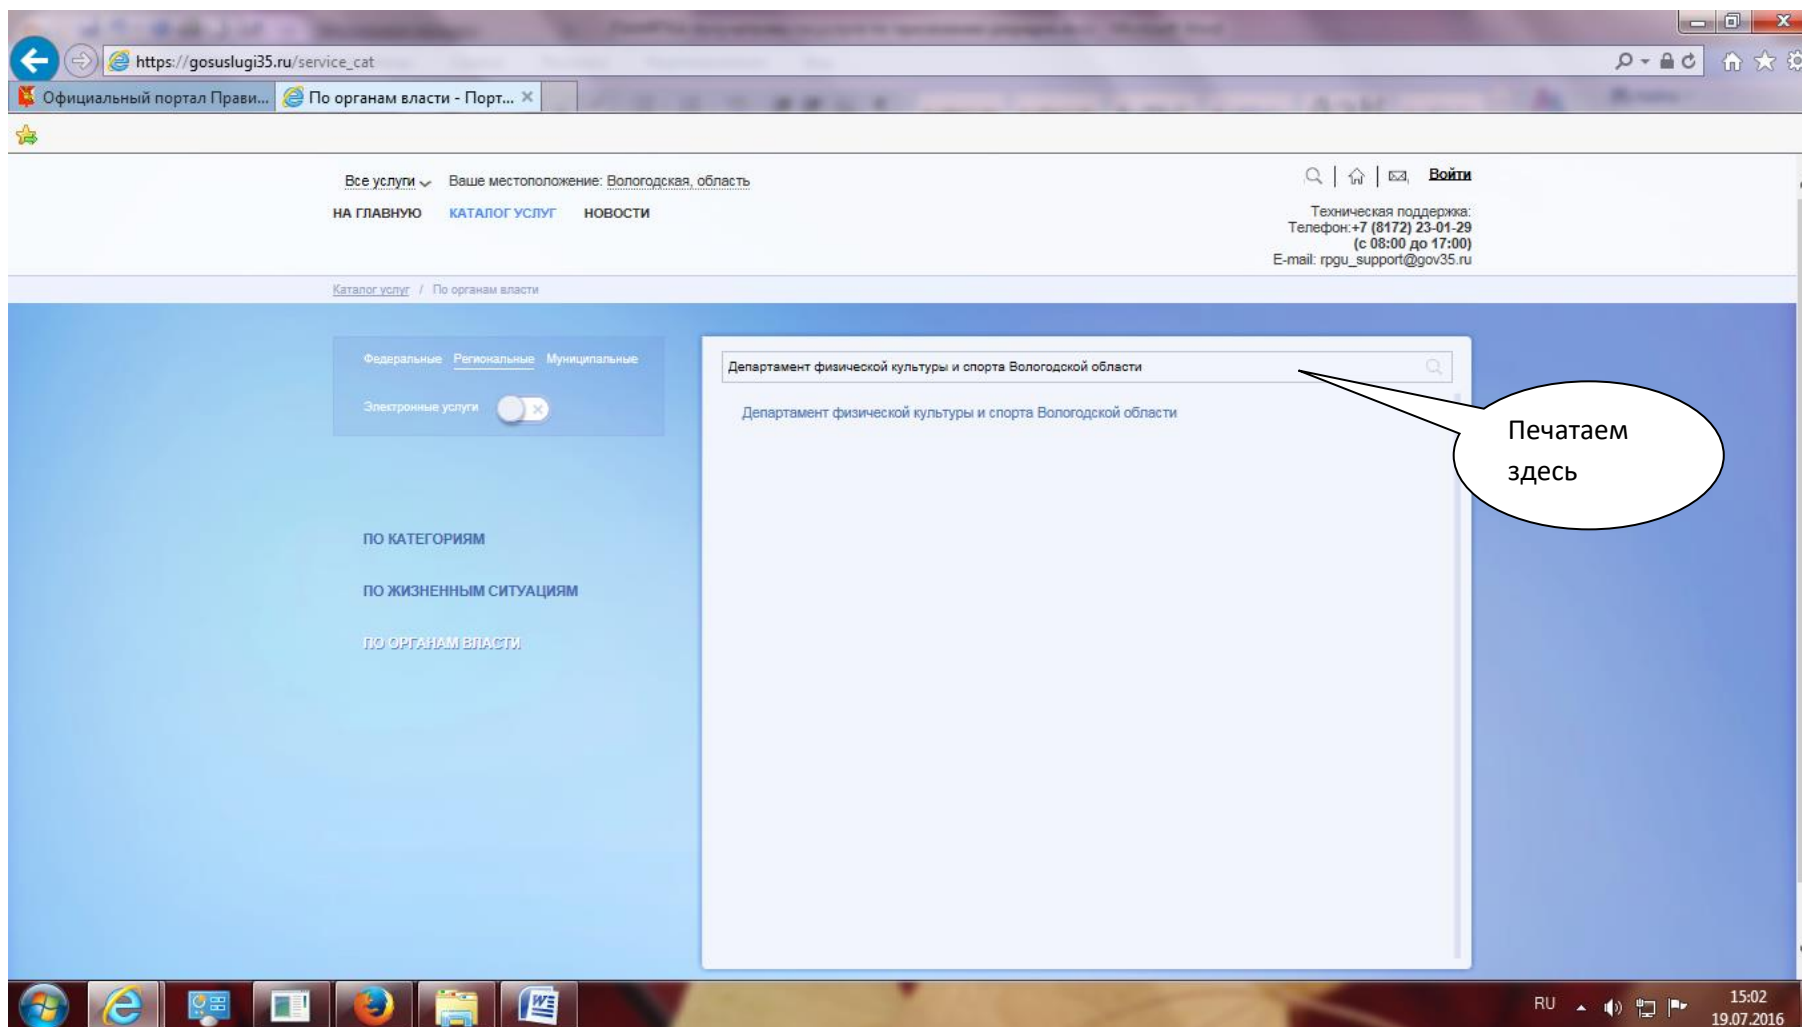 https://gosuslugi35.ru/service_cat
Официальный портал Прави...
По органам власти - Порт...
Все услуги
Ваше местоположение: Вологодская, область
Войти
НА ГЛАВНУЮ КАТАЛОГ УСЛУГ НОВОСТИ
Техническая поддержка:
Телефон:+7 (8172) 23-01-29
(с 08:00 до 17:00)
E-mail: rpgu_support@gov35.ru
Каталог услуг / По органам власти
Федеральные Региональные Муниципальные
Электронные услуги
Департамент физической культуры и спорта Вологодской области
Департамент физической культуры и спорта Вологодской области
Печатаем
здесь
ПО КАТЕГОРИЯМ
ПО ЖИЗНЕННЫМ СИТУАЦИЯМ
ПО ОРГАНАМ ВЛАСТИ
RU
15:02
19.07.2016